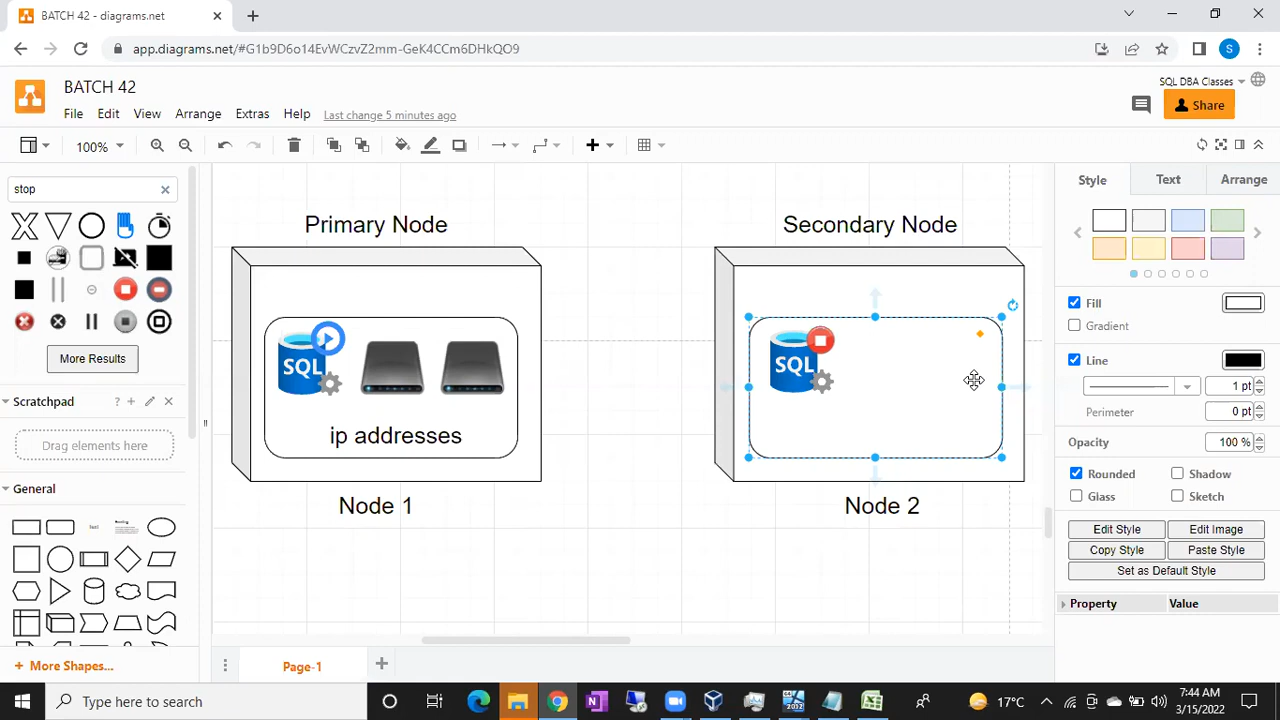 BATCH 42 - diagrams.net
app.diagrams.net/#G1b9D6o14EvWCzvZ2mm-GeK4CCm6DHkQO9
S
BATCH 42
SQL DBA Classes
File Edit View Arrange Extras Help Last change 5 minutes ago
Share
100%
stop
More Results
Scratchpad
Drag elements here
General
Text
More Shapes...
Primary Node
Secondary Node
SQL
SQL
ip addresses
Node 1
Node 2
Page-1
Style Text Arrange
Fill
Gradient
Line
1 pt
Perimeter
0 pt
Opacity
100 %
Rounded
Shadow
Glass
Sketch
Edit Style
Edit Image
Copy Style
Paste Style
Set as Default Style
Property
Value
Type here to search
17°C
7:44 AM
3/15/2022